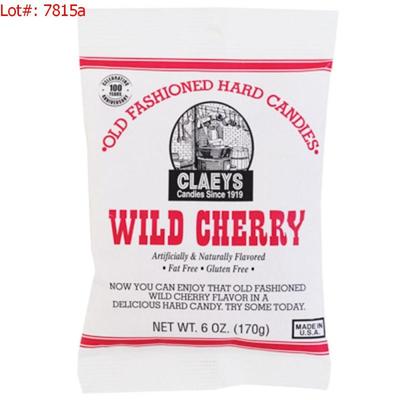 Lot#: 7815a
CELEBRATING
100
YEARS
ANNIVERSARY
•OLD FASHIONED HARD CANDIES•
CLAEYS
Candies Since 1919
WILD CHERRY
Artificially & Naturally Flavored
• Fat Free • Gluten Free •
NOW YOU CAN ENJOY THAT OLD FASHIONED
WILD CHERRY FLAVOR IN A
DELICIOUS HARD CANDY. TRY SOME TODAY.
NET WT. 6 OZ. (170g)
MADE IN
U.S.A.